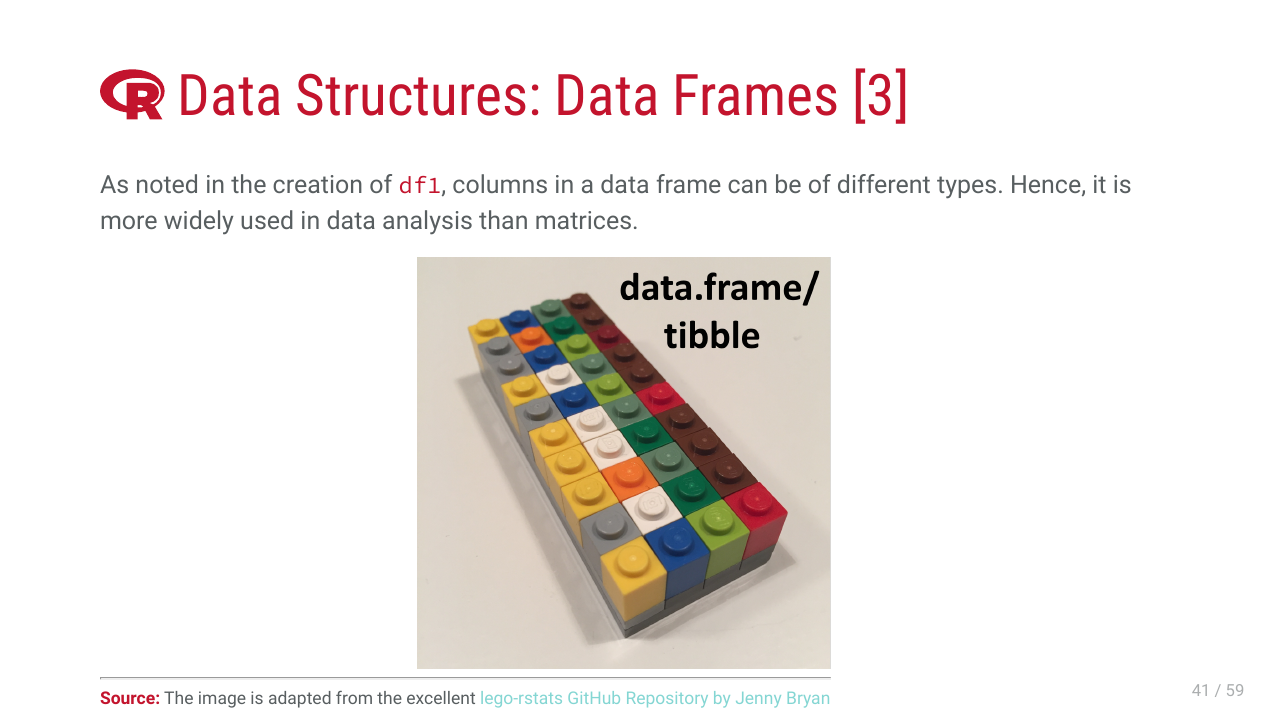 R Data Structures: Data Frames [3]
As noted in the creation of df1, columns in a data frame can be of different types. Hence, it is
more widely used in data analysis than matrices.
data.frame/
tibble
Source: The image is adapted from the excellent lego-rstats GitHub Repository by Jenny Bryan
41 / 59